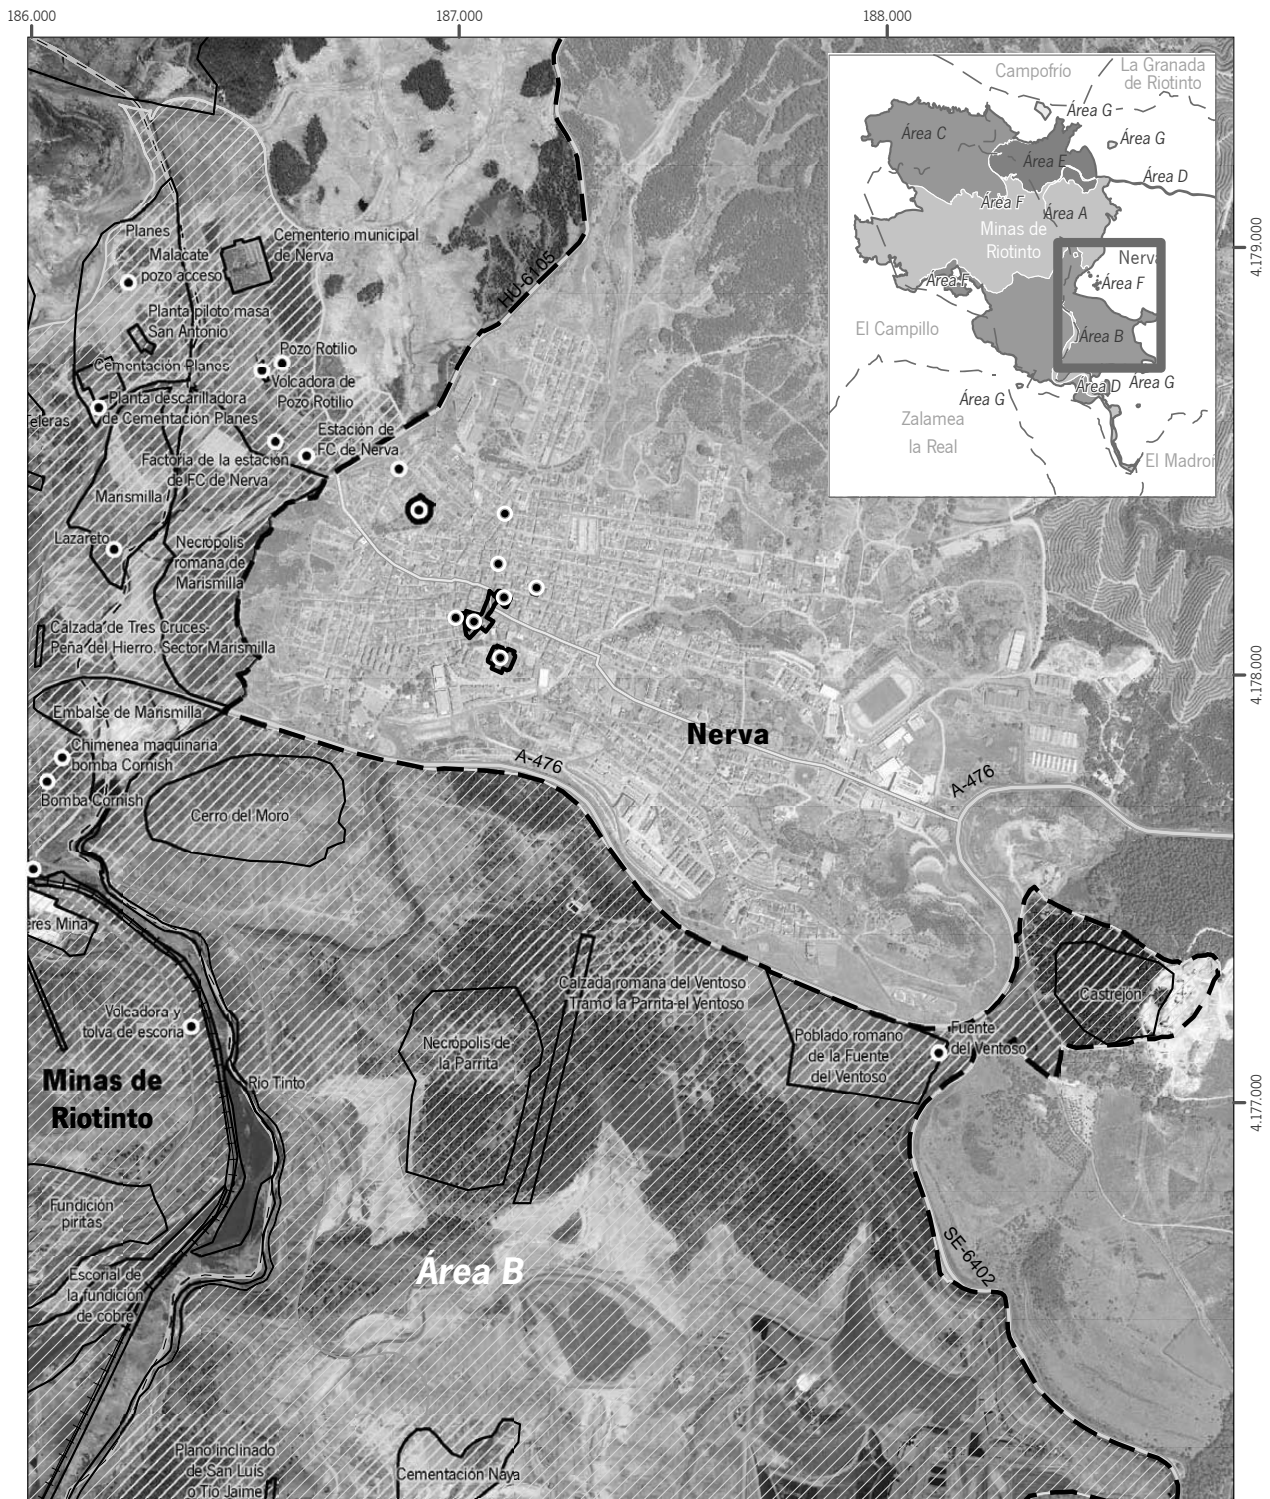 186.000
187.000
188.000
Campofrío
La Granada
de Riotinto
Área G
Área C
Área G
Área E
Área D
Área F
Área A
Minas de
Riotinto
Nerva
Área F
Área F
El Campillo
Área B
Área D
Área G
Área G
Zalamea
la Real
El Madroñ
4.179.000
4.178.000
4.177.000
Planes
Malacate
pozo acceso
Cementerio municipal
de Nerva
HU-6105
Planta piloto masa
San Antonio
Pozo Rotilio
Cementación Planes
Volcadora de
Pozo Rotilio
Planta descarilladora
de Cementación Planes
Teleras
Estación de
FC de Nerva
Factoría de la estación
de FC de Nerva
Marismilla
Lazareto
Necrópolis
romana de
Marismilla
Calzada de Tres Cruces-
Peña del Hierro. Sector Marismilla
Embalse de Marismilla
Chimenea maquinaria
bomba Cornish
Bomba Cornish
Cerro del Moro
Nerva
A-476
A-476
eres Mina
Calzada romana del Ventoso
Tramo la Parrita-el Ventoso
Castrejón
Volcadora y
tolva de escoria
Necrópolis de
la Parrita
Poblado romano
de la Fuente
del Ventoso
Fuente
del Ventoso
Minas de
Riotinto
Río Tinto
Fundición
piritas
SE-6402
Escorial de
la fundición
de cobre
Área B
Plano inclinado
de San Luis
o Tío Jaime
Cementación Naya